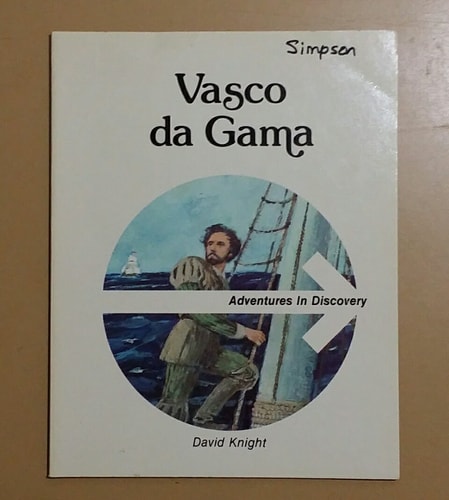 Simpson
Vasco
da Gama
Adventures In Discovery
David Knight